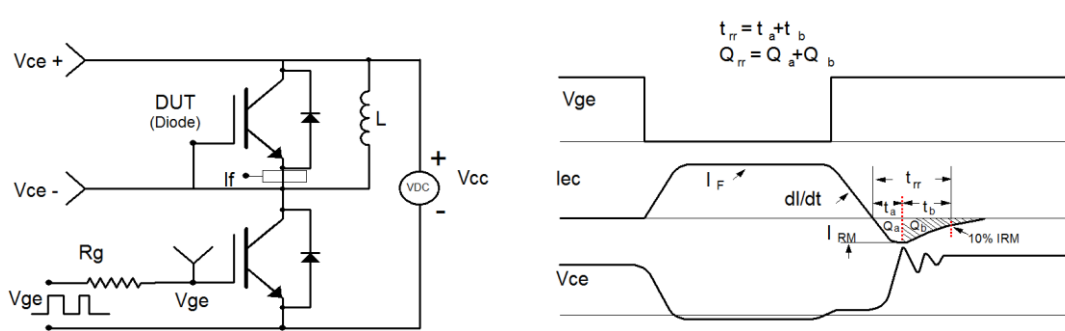 Vce +
DUT
(Diode)
L
+
VDC
Vcc
-
Vce -
If
Rg
Vge
Vge
t rr = t a + t b
Q rr = Q a + Q b
Vge
Iec
I F
dI/dt
t rr
t a
t b
Q a
Q b
I RM
10% IRM
Vce